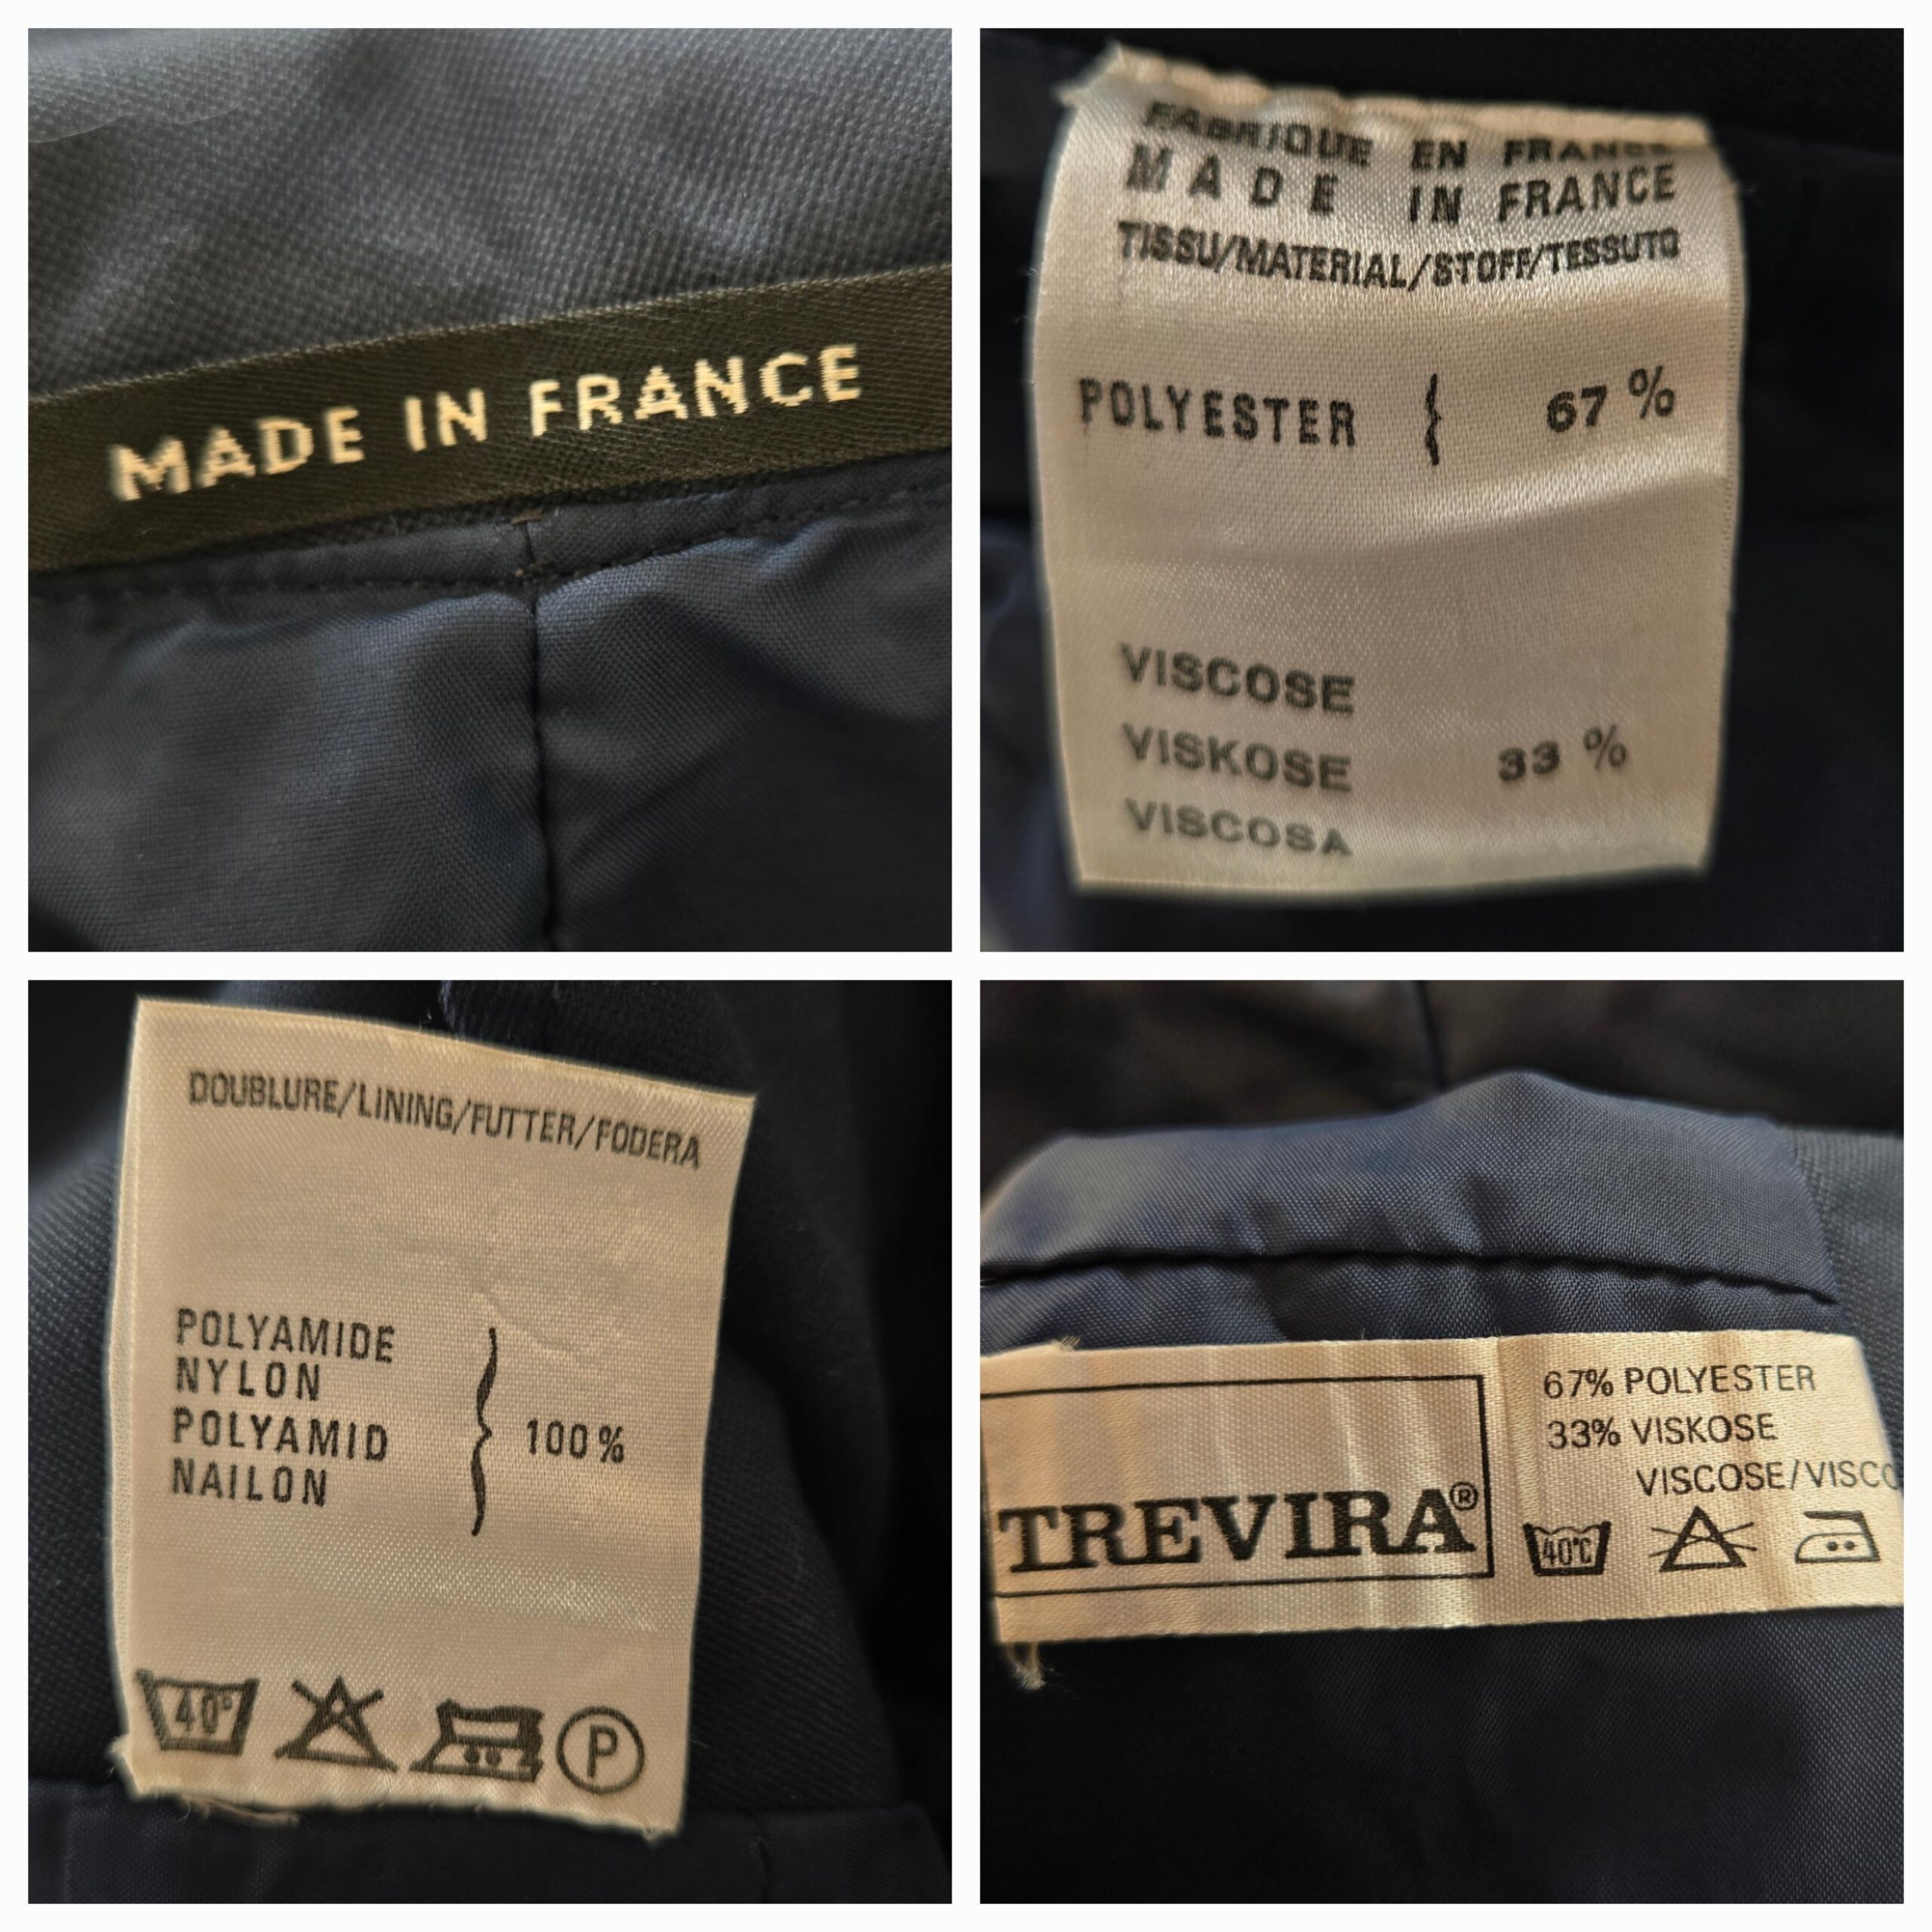 MADE IN FRANCE
FABRIQUE EN FRANCE
MADE IN FRANCE
TISSU/MATERIAL/STOFF/TESSUTO
POLYESTER { 67 %
VISCOSE
VISKOSE 33 %
VISCOSA
DOUBLURE/LINING/FUTTER/FODERA
POLYAMIDE
NYLON
POLYAMID } 100%
NAILON
40° P
TREVIRA®
67% POLYESTER
33% VISKOSE
VISCOSE/VISCO
40°C